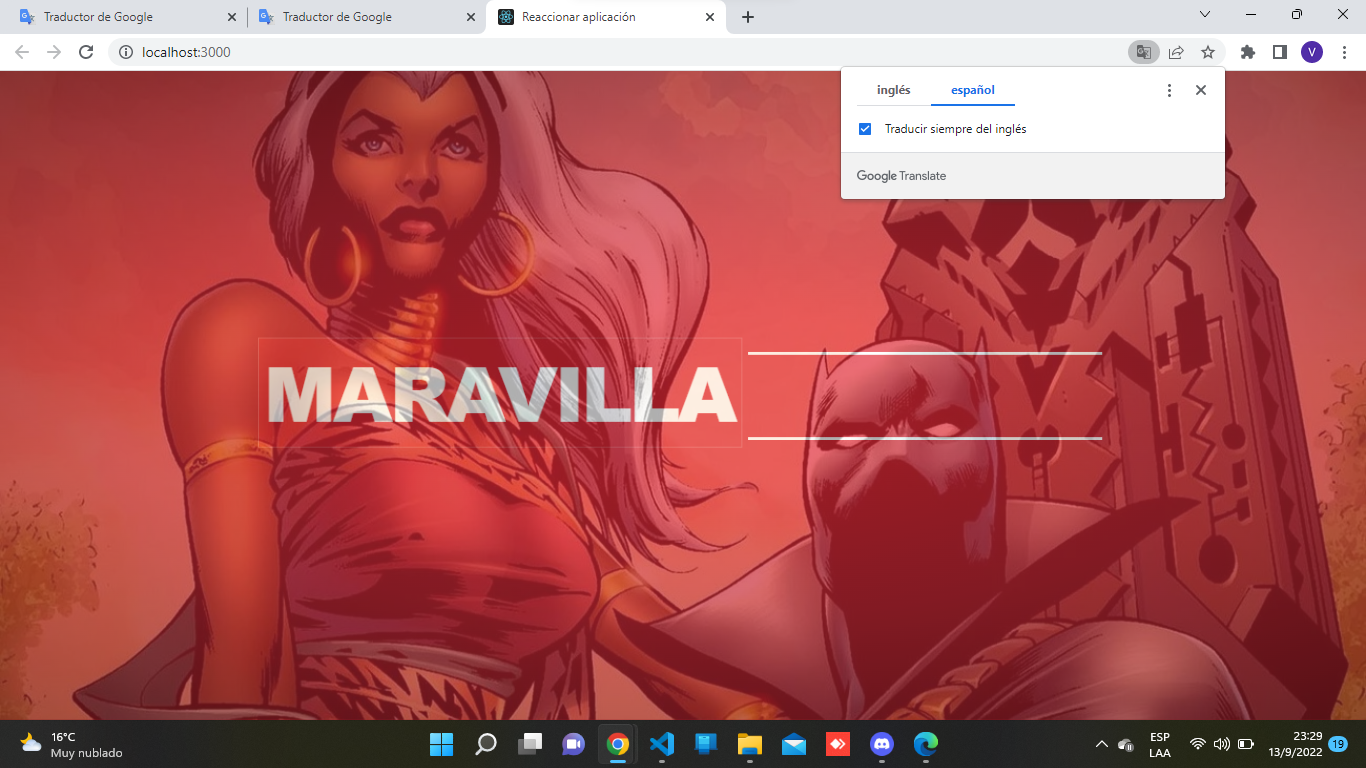 Traductor de Google
Traductor de Google
Reaccionar aplicación
localhost:3000
V
inglés
español
Traducir siempre del inglés
Google Translate
MARAVILLA
16°C
Muy nublado
ESP
LAA
23:29
13/9/2022
19